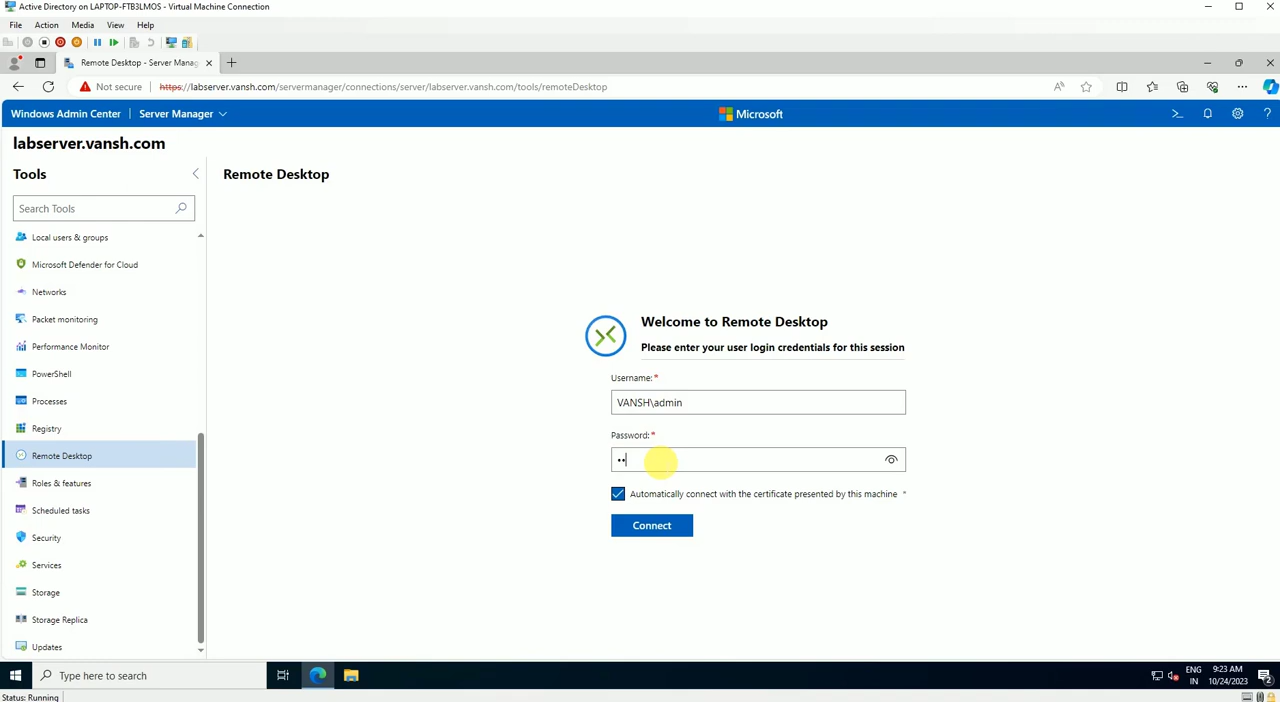 Active Directory on LAPTOP-FTB3LMOS - Virtual Machine Connection
File Action Media View Help
Remote Desktop - Server Manag
Not secure https://labserver.vansh.com/servermanager/connections/server/labserver.vansh.com/tools/remoteDesktop
Windows Admin Center Server Manager Microsoft
labserver.vansh.com
Tools
Search Tools
Local users & groups
Microsoft Defender for Cloud
Networks
Packet monitoring
Performance Monitor
PowerShell
Processes
Registry
Remote Desktop
Roles & features
Scheduled tasks
Security
Services
Storage
Storage Replica
Updates
Remote Desktop
Welcome to Remote Desktop
Please enter your user login credentials for this session
Username: *
VANSH\admin
Password: *
••
Automatically connect with the certificate presented by this machine *
Connect
Type here to search
ENG
IN
9:23 AM
10/24/2023
2
Status: Running